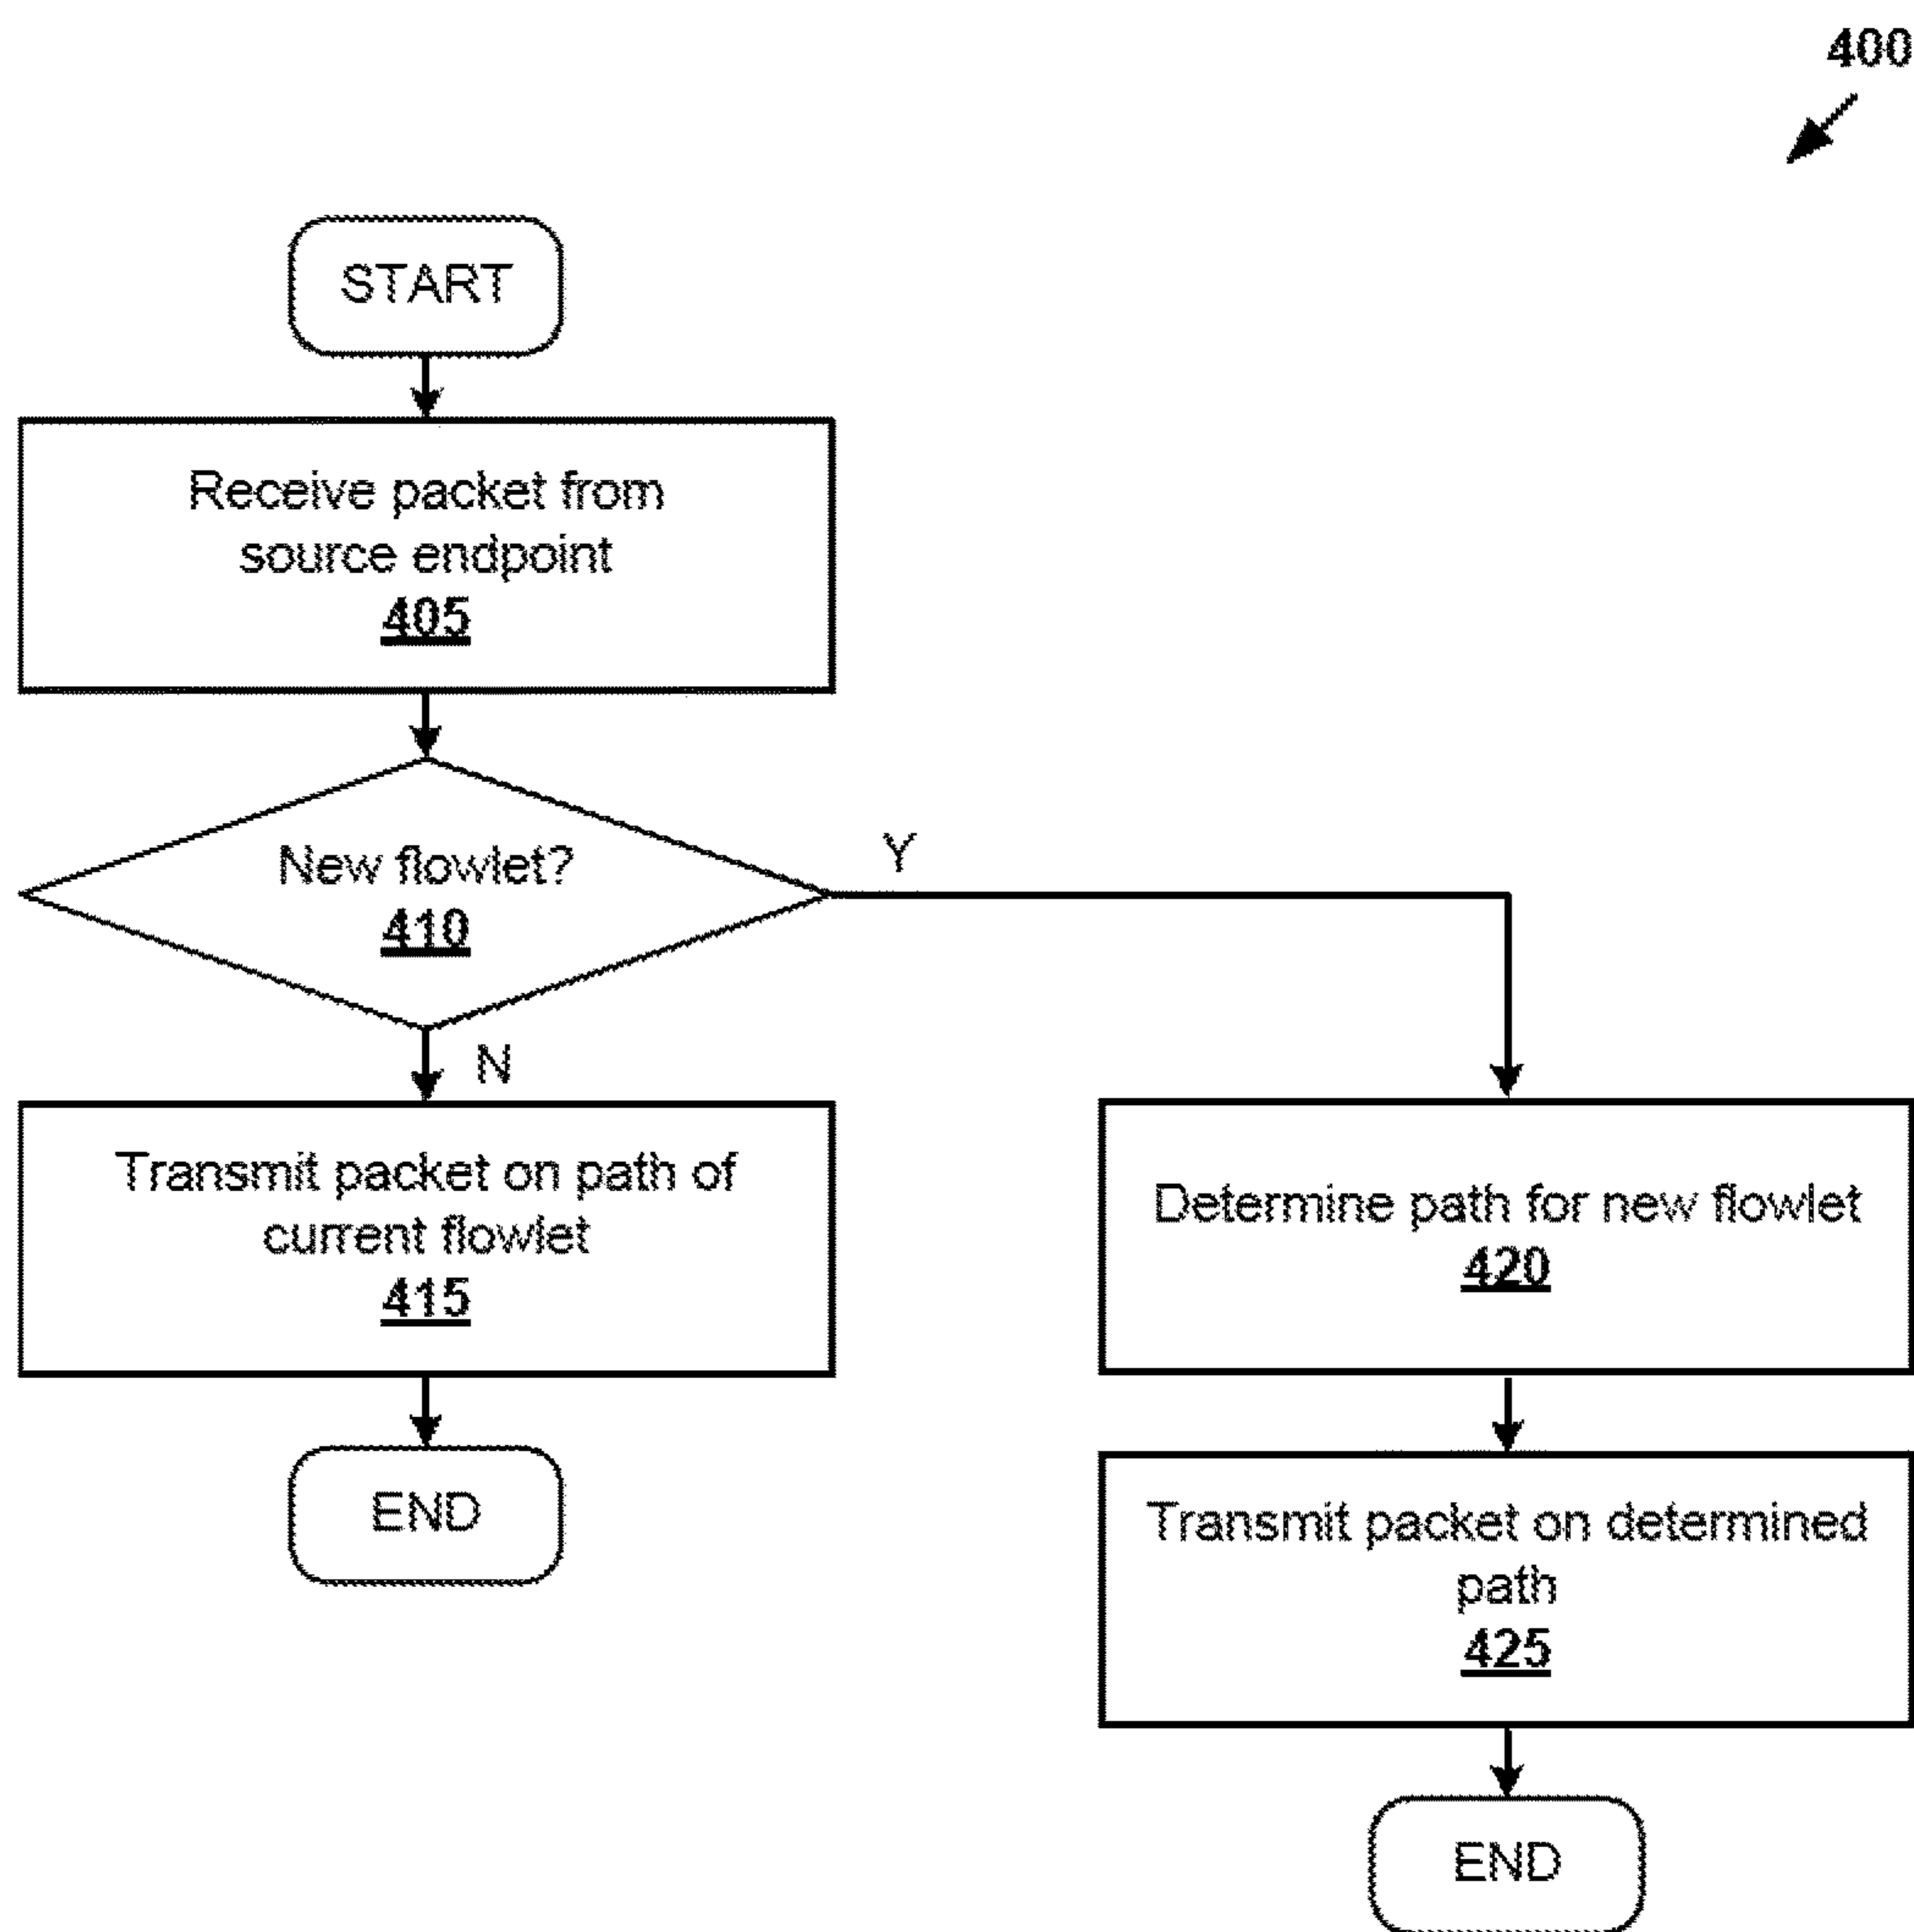 400
START
Receive packet from
source endpoint
405
New flowlet?
410
Y
N
Transmit packet on path of
current flowlet
415
END
Determine path for new flowlet
420
Transmit packet on determined
path
425
END